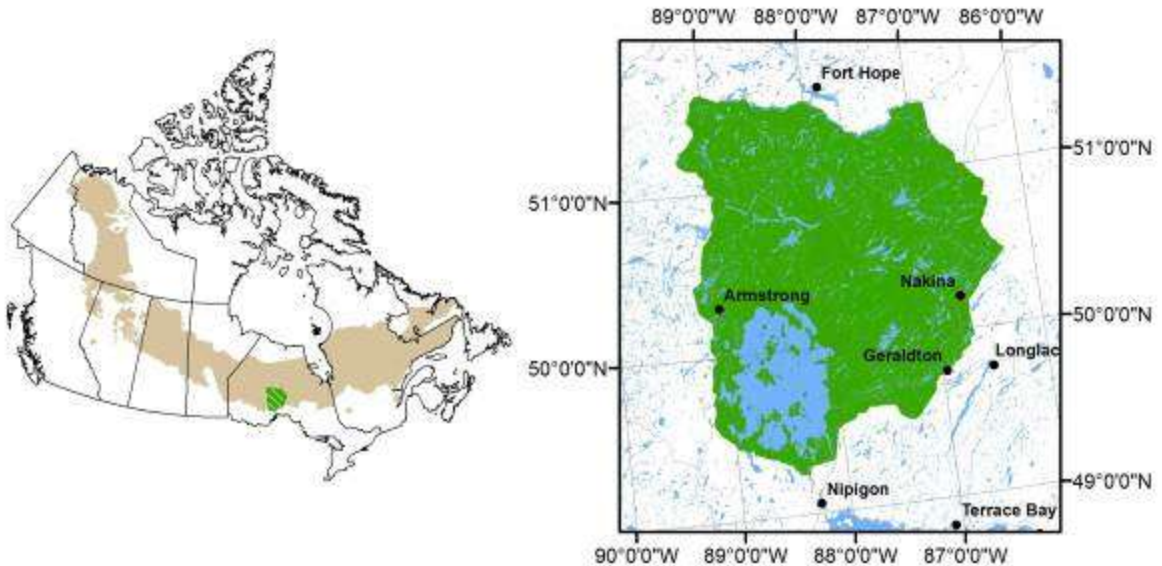 89°0'0"W 88°0'0"W 87°0'0"W 86°0'0"W
Fort Hope
51°0'0"N
51°0'0"N
Nakina
Armstrong
50°0'0"N
Geraldton
Longlac
50°0'0"N
49°0'0"N
Nipigon
Terrace Bay
90°0'0"W 89°0'0"W 88°0'0"W 87°0'0"W